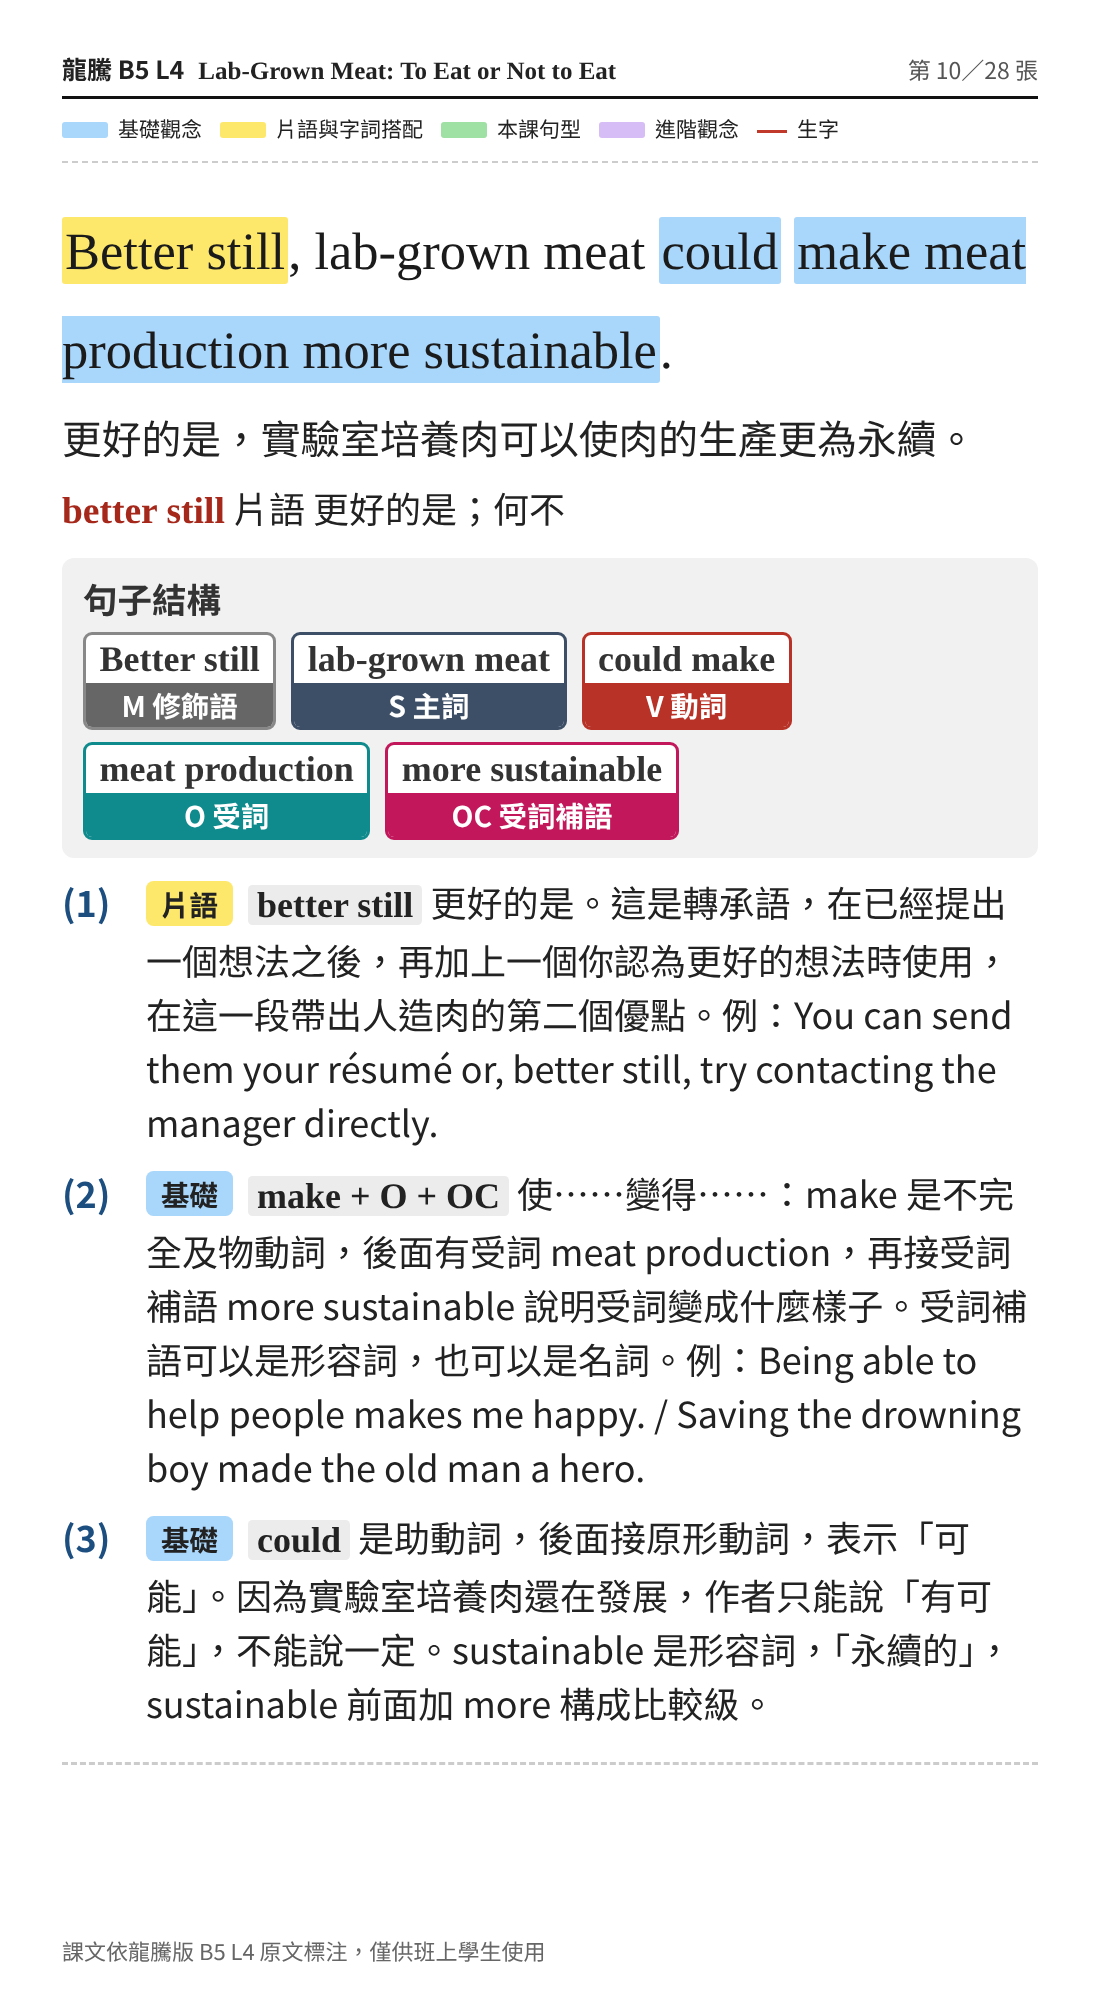 龍騰 B5 L4 Lab-Grown Meat: To Eat or Not to Eat 第 10／28 張
基礎觀念 片語與字詞搭配 本課句型 進階觀念 生字
Better still, lab-grown meat could make meat
production more sustainable.
更好的是，實驗室培養肉可以使肉的生產更為永續。
better still 片語 更好的是；何不
句子結構
Better still lab-grown meat could make
M 修飾語 S 主詞 V 動詞
meat production more sustainable
O 受詞 OC 受詞補語
(1) 片語 better still 更好的是。這是轉承語，在已經提出
一個想法之後，再加上一個你認為更好的想法時使用，
在這一段帶出人造肉的第二個優點。例：You can send
them your résumé or, better still, try contacting the
manager directly.
(2) 基礎 make + O + OC 使……變得……：make 是不完
全及物動詞，後面有受詞 meat production，再接受詞
補語 more sustainable 說明受詞變成什麼樣子。受詞補
語可以是形容詞，也可以是名詞。例：Being able to
help people makes me happy. / Saving the drowning
boy made the old man a hero.
(3) 基礎 could 是助動詞，後面接原形動詞，表示「可
能」。因為實驗室培養肉還在發展，作者只能說「有可
能」，不能說一定。sustainable 是形容詞，「永續的」，
sustainable 前面加 more 構成比較級。
課文依龍騰版 B5 L4 原文標注，僅供班上學生使用